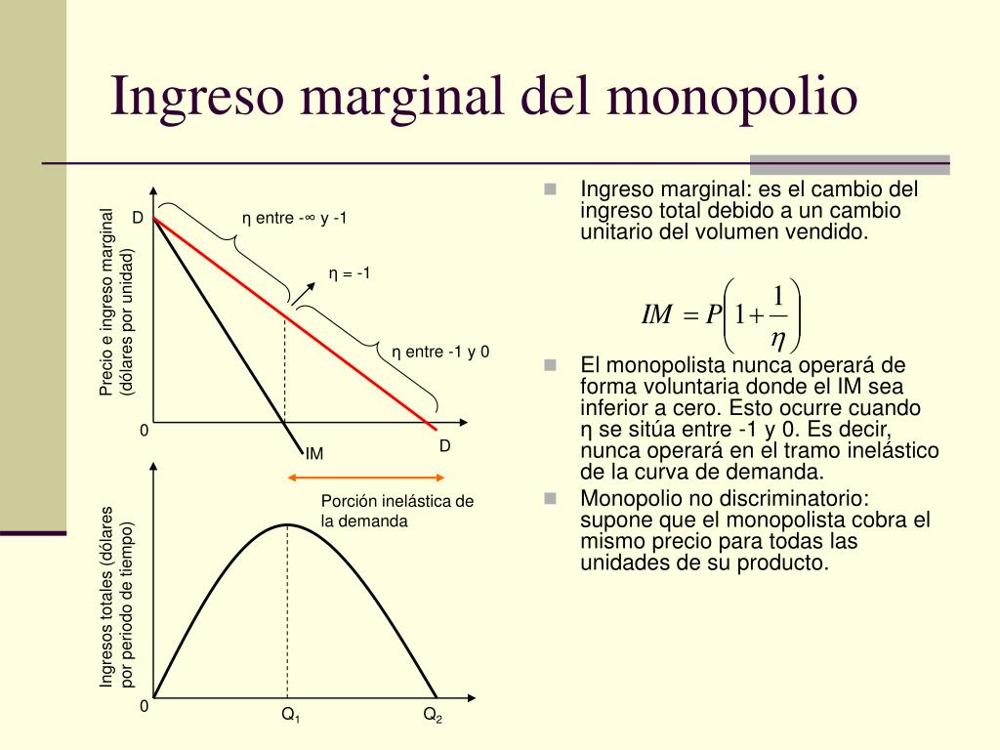 Ingreso marginal del monopolio
Precio e ingreso marginal
(dólares por unidad)
D
η entre -∞ y -1
η = -1
η entre -1 y 0
0
IM
D
Porción inelástica de
la demanda
Ingresos totales (dólares
por periodo de tiempo)
0
Q₁
Q₂
Ingreso marginal: es el cambio del
ingreso total debido a un cambio
unitario del volumen vendido.
IM = P(1+1/η)
El monopolista nunca operará de
forma voluntaria donde el IM sea
inferior a cero. Esto ocurre cuando
η se sitúa entre -1 y 0. Es decir,
nunca operará en el tramo inelástico
de la curva de demanda.
Monopolio no discriminatorio:
supone que el monopolista cobra el
mismo precio para todas las
unidades de su producto.